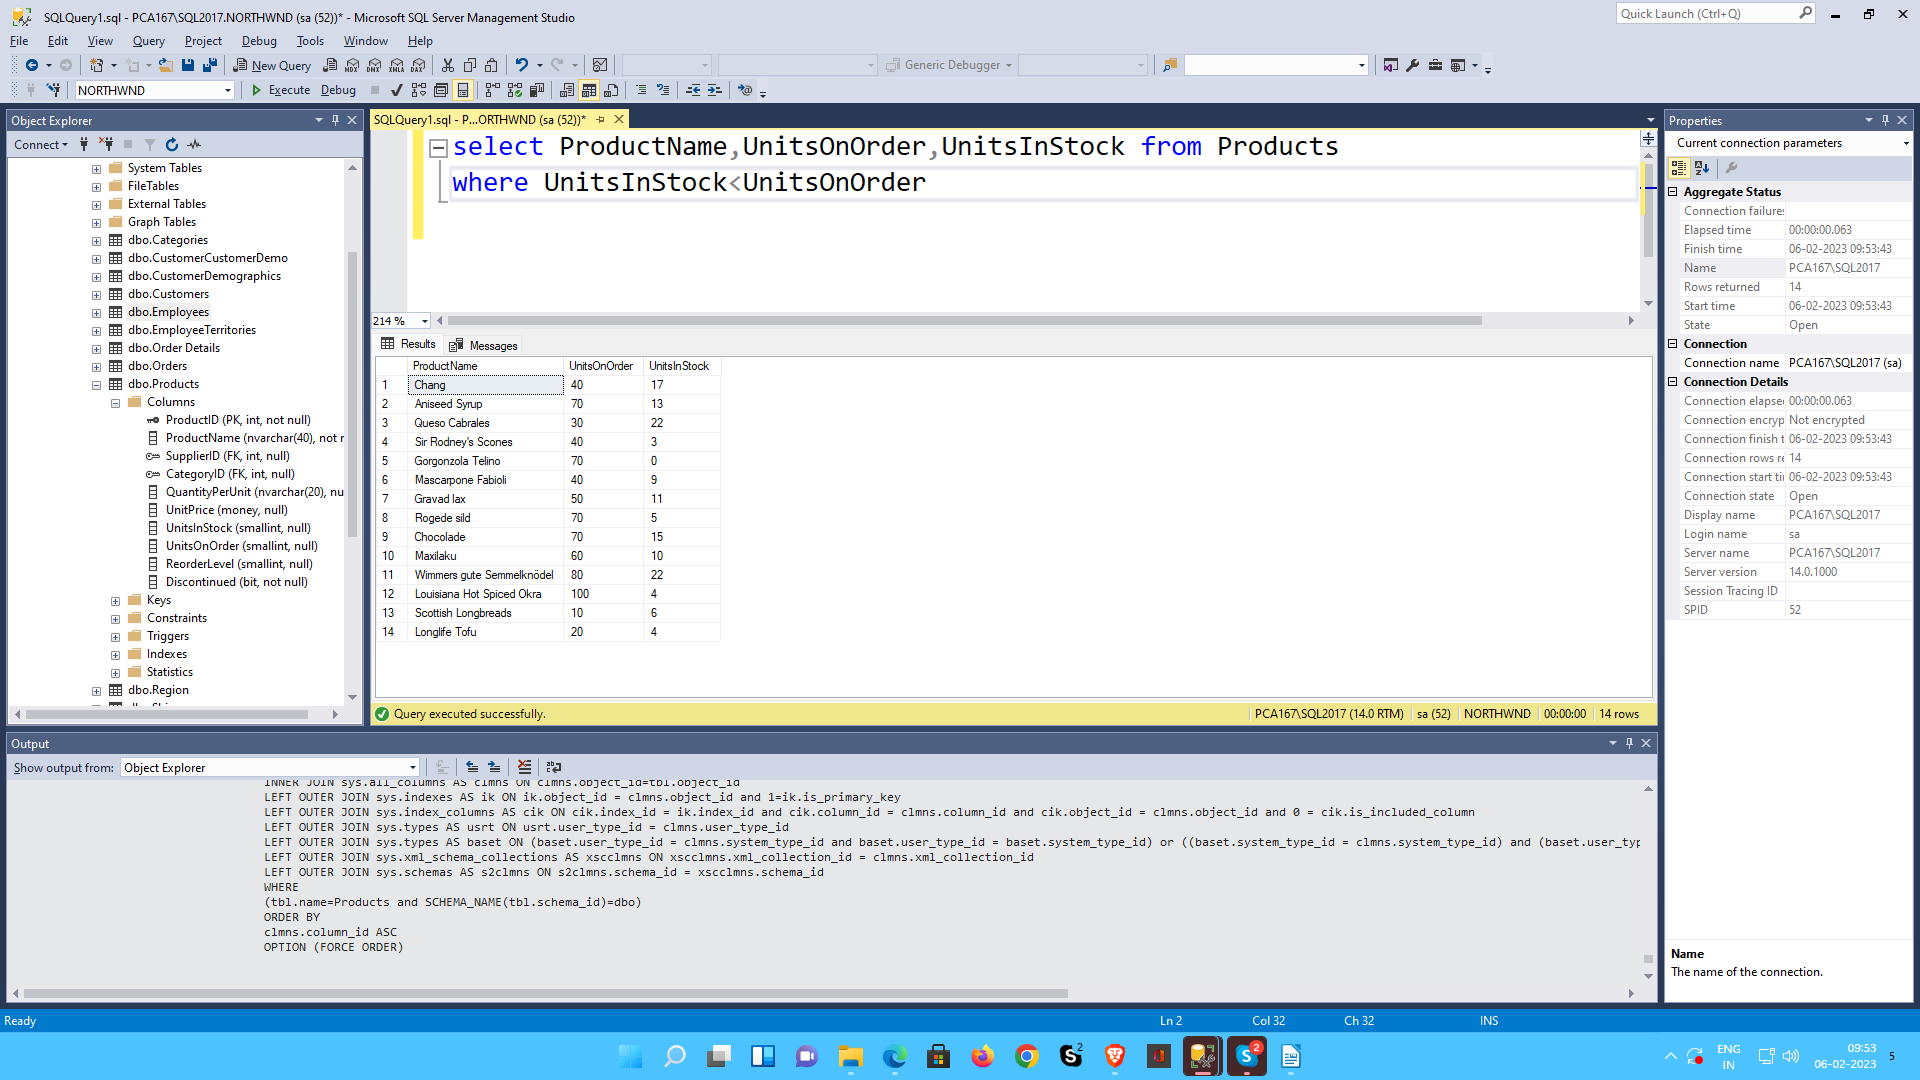 SQLQuery1.sql - PCA167\SQL2017.NORTHWND (sa (52))* - Microsoft SQL Server Management Studio
Quick Launch (Ctrl+Q)
File Edit View Query Project Debug Tools Window Help
New Query
Generic Debugger
NORTHWND
Execute Debug
Object Explorer
Connect
System Tables
FileTables
External Tables
Graph Tables
dbo.Categories
dbo.CustomerCustomerDemo
dbo.CustomerDemographics
dbo.Customers
dbo.Employees
dbo.EmployeeTerritories
dbo.Order Details
dbo.Orders
dbo.Products
Columns
ProductID (PK, int, not null)
ProductName (nvarchar(40), not r
SupplierID (FK, int, null)
CategoryID (FK, int, null)
QuantityPerUnit (nvarchar(20), nu
UnitPrice (money, null)
UnitsInStock (smallint, null)
UnitsOnOrder (smallint, null)
ReorderLevel (smallint, null)
Discontinued (bit, not null)
Keys
Constraints
Triggers
Indexes
Statistics
dbo.Region
SQLQuery1.sql - P...ORTHWND (sa (52))*
select ProductName,UnitsOnOrder,UnitsInStock from Products
where UnitsInStock<UnitsOnOrder
214 %
Results Messages
ProductName UnitsOnOrder UnitsInStock
1 Chang 40 17
2 Aniseed Syrup 70 13
3 Queso Cabrales 30 22
4 Sir Rodney's Scones 40 3
5 Gorgonzola Telino 70 0
6 Mascarpone Fabioli 40 9
7 Gravad lax 50 11
8 Rogede sild 70 5
9 Chocolade 70 15
10 Maxilaku 60 10
11 Wimmers gute Semmelknödel 80 22
12 Louisiana Hot Spiced Okra 100 4
13 Scottish Longbreads 10 6
14 Longlife Tofu 20 4
Query executed successfully.
PCA167\SQL2017 (14.0 RTM) sa (52) NORTHWND 00:00:00 14 rows
Properties
Current connection parameters
Aggregate Status
Connection failures
Elapsed time 00:00:00.063
Finish time 06-02-2023 09:53:43
Name PCA167\SQL2017
Rows returned 14
Start time 06-02-2023 09:53:43
State Open
Connection
Connection name PCA167\SQL2017 (sa)
Connection Details
Connection elapse 00:00:00.063
Connection encryp Not encrypted
Connection finish t 06-02-2023 09:53:43
Connection rows re 14
Connection start ti 06-02-2023 09:53:43
Connection state Open
Display name PCA167\SQL2017
Login name sa
Server name PCA167\SQL2017
Server version 14.0.1000
Session Tracing ID
SPID 52
Name
The name of the connection.
Output
Show output from: Object Explorer
INNER JOIN sys.all_columns AS clmns ON clmns.object_id=tbl.object_id
LEFT OUTER JOIN sys.indexes AS ik ON ik.object_id = clmns.object_id and 1=ik.is_primary_key
LEFT OUTER JOIN sys.index_columns AS cik ON cik.index_id = ik.index_id and cik.column_id = clmns.column_id and cik.object_id = clmns.object_id and 0 = cik.is_included_column
LEFT OUTER JOIN sys.types AS usrt ON usrt.user_type_id = clmns.user_type_id
LEFT OUTER JOIN sys.types AS baset ON (baset.user_type_id = clmns.system_type_id and baset.user_type_id = baset.system_type_id) or ((baset.system_type_id = clmns.system_type_id) and (baset.user_typ
LEFT OUTER JOIN sys.xml_schema_collections AS xscclmns ON xscclmns.xml_collection_id = clmns.xml_collection_id
LEFT OUTER JOIN sys.schemas AS s2clmns ON s2clmns.schema_id = xscclmns.schema_id
WHERE
(tbl.name=Products and SCHEMA_NAME(tbl.schema_id)=dbo)
ORDER BY
clmns.column_id ASC
OPTION (FORCE ORDER)
Ready Ln 2 Col 32 Ch 32 INS
ENG
IN
09:53
06-02-2023
5